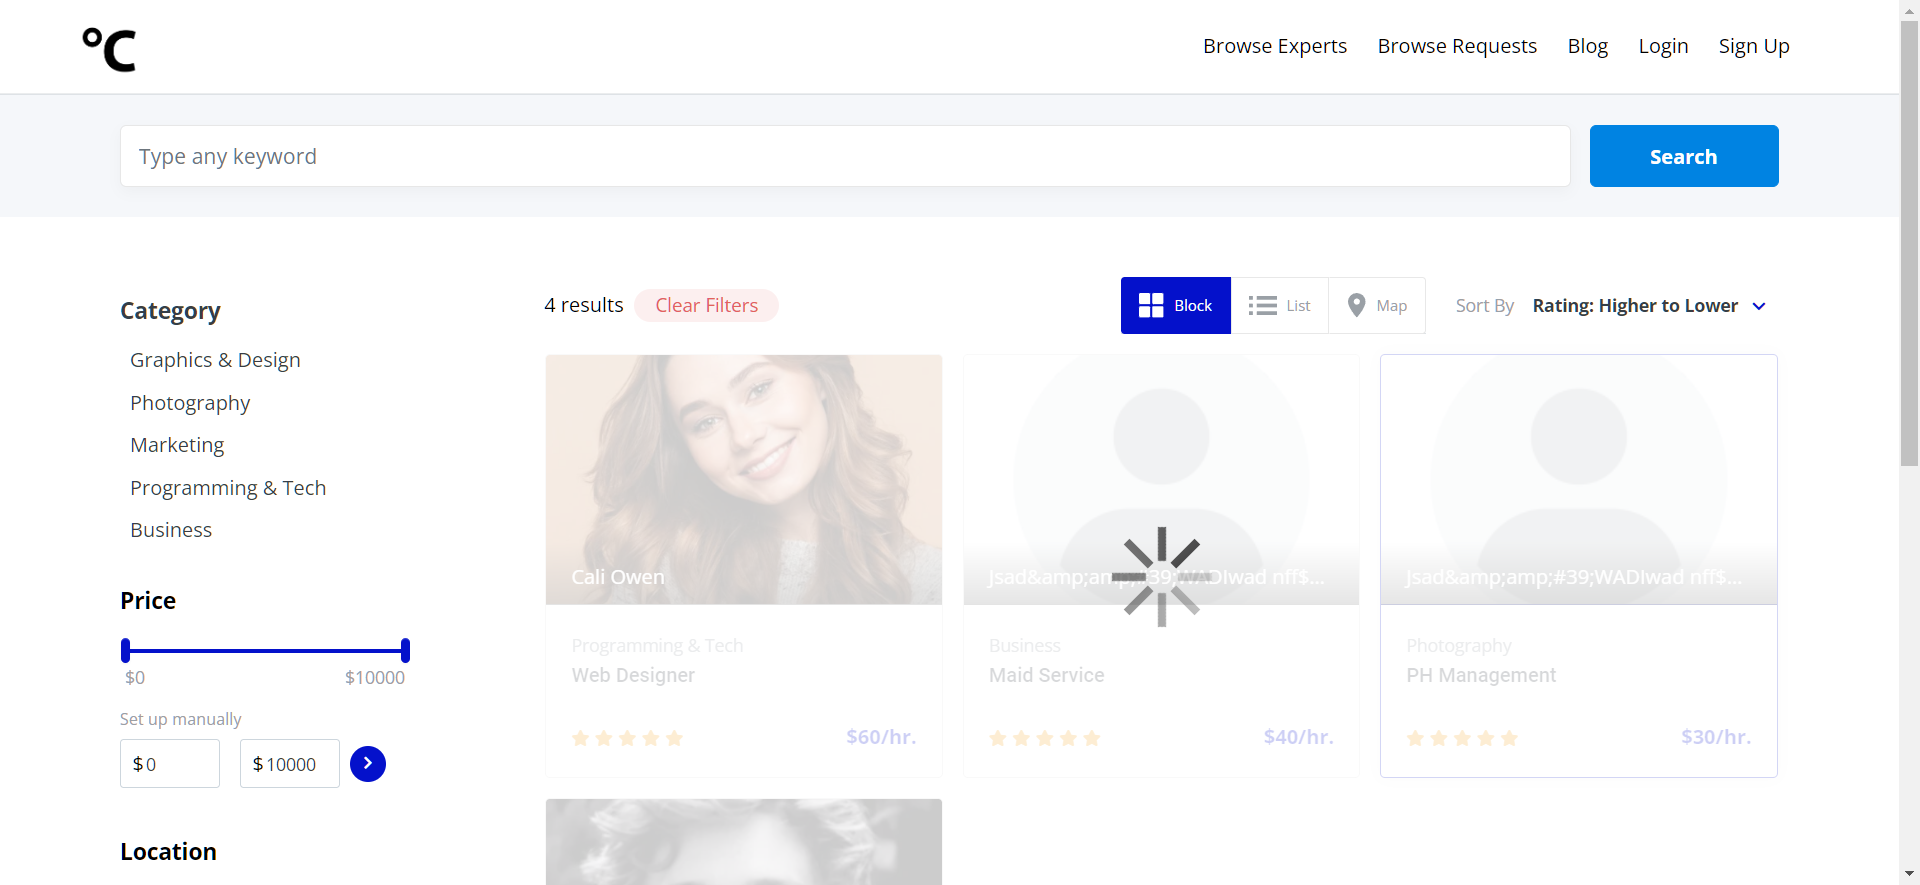 °C
Browse Experts Browse Requests Blog Login Sign Up
Type any keyword
Search
Category
Graphics & Design
Photography
Marketing
Programming & Tech
Business
Price
$0 $10000
Set up manually
$ 0 $ 10000
Location
4 results Clear Filters
Block List Map Sort By Rating: Higher to Lower
Cali Owen
Programming & Tech
Web Designer
$60/hr.
Jsad&amp;amp;#39;WADIwad nff$...
Business
Maid Service
$40/hr.
Jsad&amp;amp;#39;WADIwad nff$...
Photography
PH Management
$30/hr.